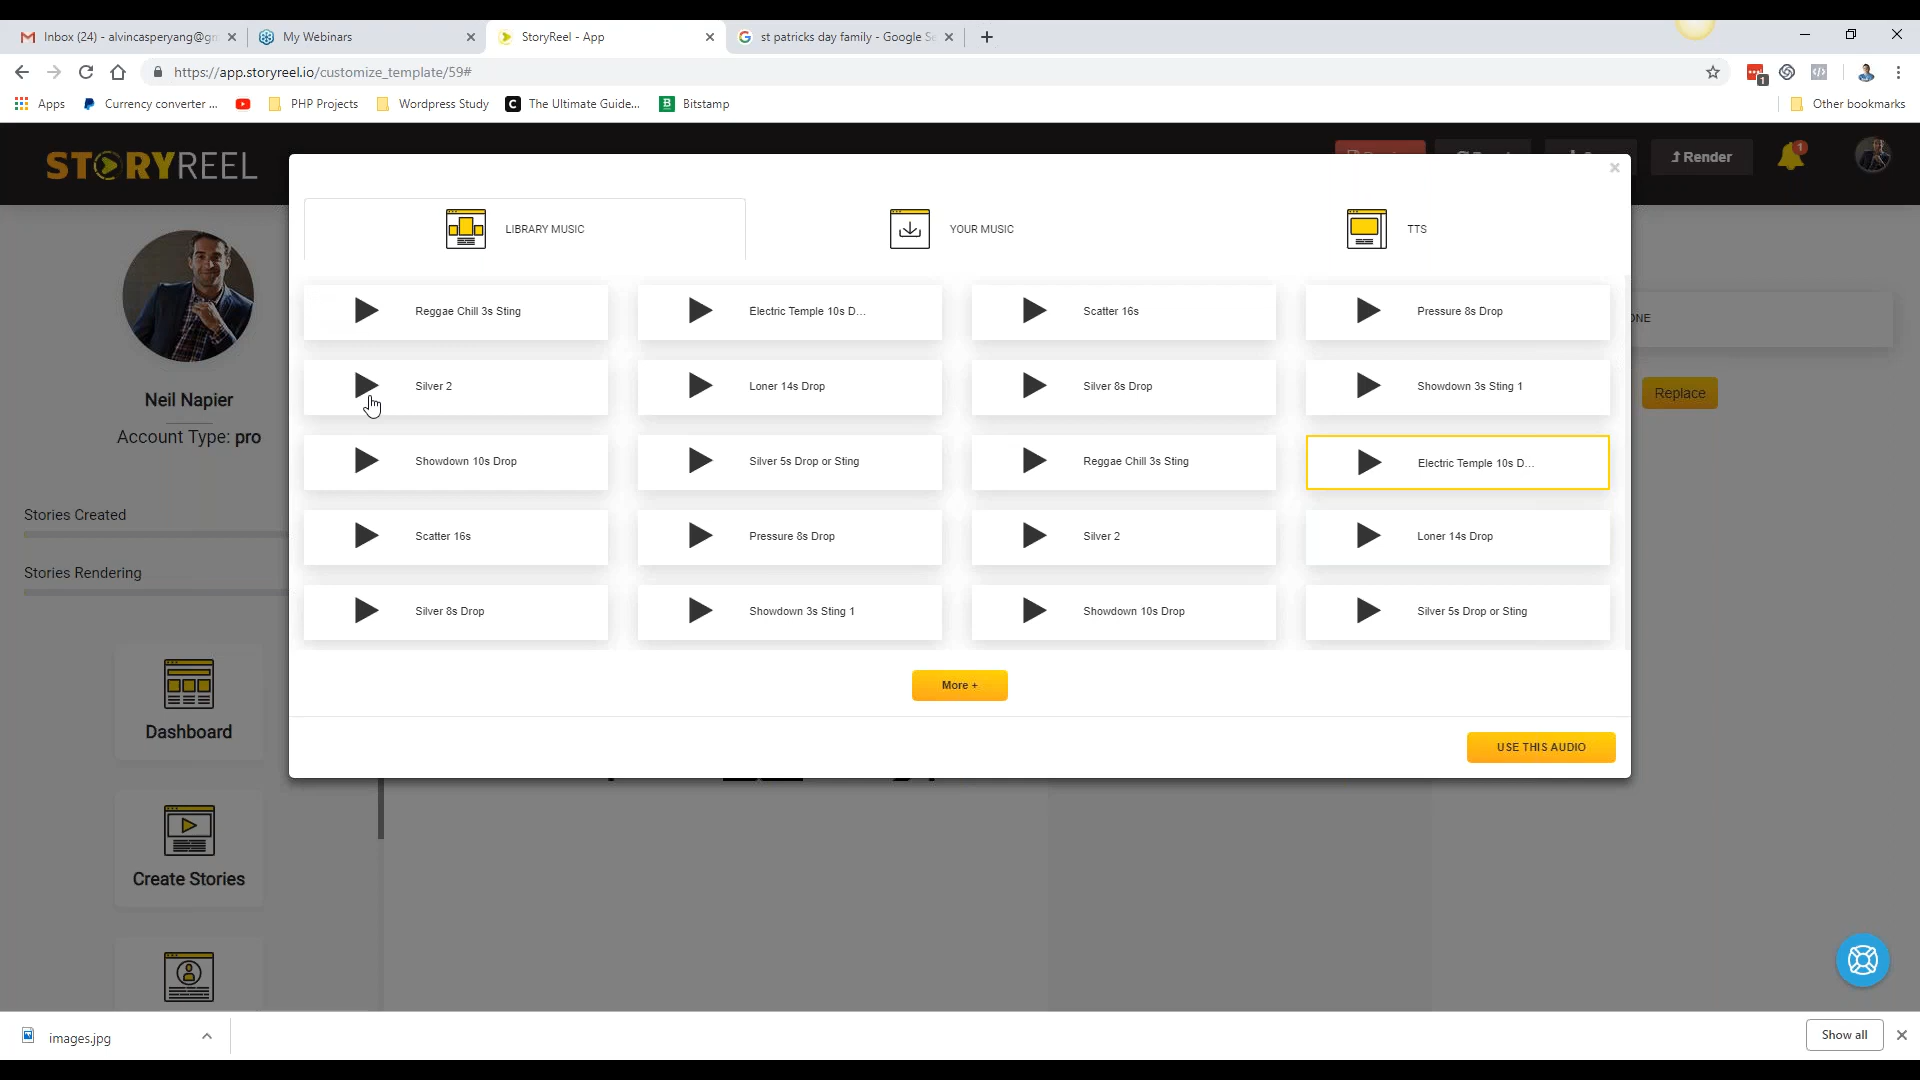 Inbox (24) - alvincasperyang@gr
My Webinars
StoryReel - App
st patricks day family - Google Se
https://app.storyreel.io/customize_template/59#
1
Apps
Currency converter ...
PHP Projects
Wordpress Study
The Ultimate Guide...
Bitstamp
Other bookmarks
STORYREEL
Render
1
LIBRARY MUSIC
YOUR MUSIC
TTS
Reggae Chill 3s Sting
Electric Temple 10s D...
Scatter 16s
Pressure 8s Drop
ONE
Silver 2
Loner 14s Drop
Silver 8s Drop
Showdown 3s Sting 1
Replace
Neil Napier
Account Type: pro
Showdown 10s Drop
Silver 5s Drop or Sting
Reggae Chill 3s Sting
Electric Temple 10s D...
Stories Created
Scatter 16s
Pressure 8s Drop
Silver 2
Loner 14s Drop
Stories Rendering
Silver 8s Drop
Showdown 3s Sting 1
Showdown 10s Drop
Silver 5s Drop or Sting
More +
Dashboard
USE THIS AUDIO
Create Stories
images.jpg
Show all